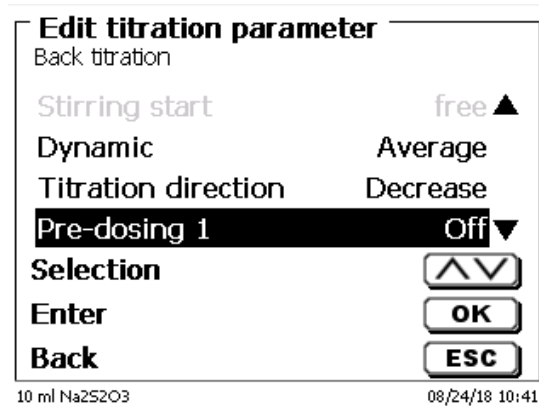 Edit titration parameter
Back titration
Stirring start free
Dynamic Average
Titration direction Decrease
Pre-dosing 1 Off
Selection
Enter OK
Back ESC
10 ml Na2S2O3 08/24/18 10:41